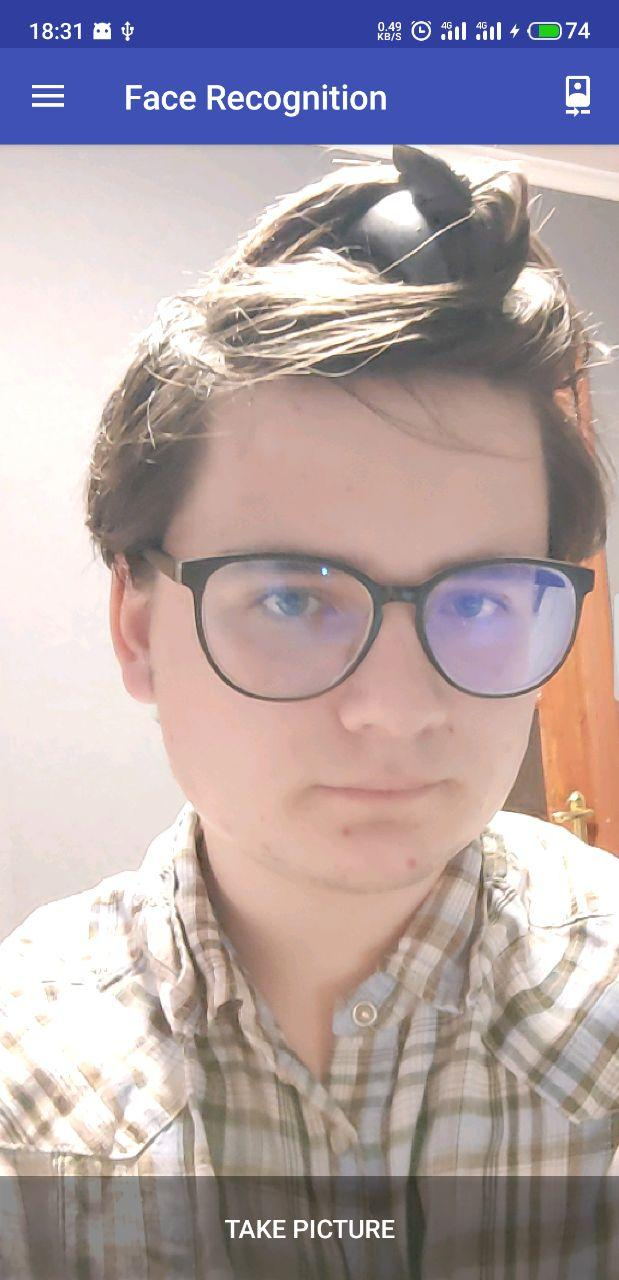 18:31 0.49 KB/S 4G 4G 74
Face Recognition
TAKE PICTURE